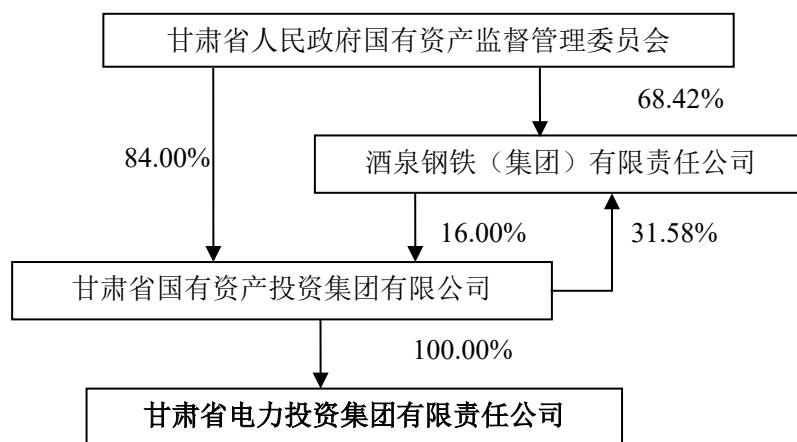 甘肃省人民政府国有资产监督管理委员会
68.42%
84.00%
酒泉钢铁（集团）有限责任公司
16.00%
31.58%
甘肃省国有资产投资集团有限公司
100.00%
甘肃省电力投资集团有限责任公司